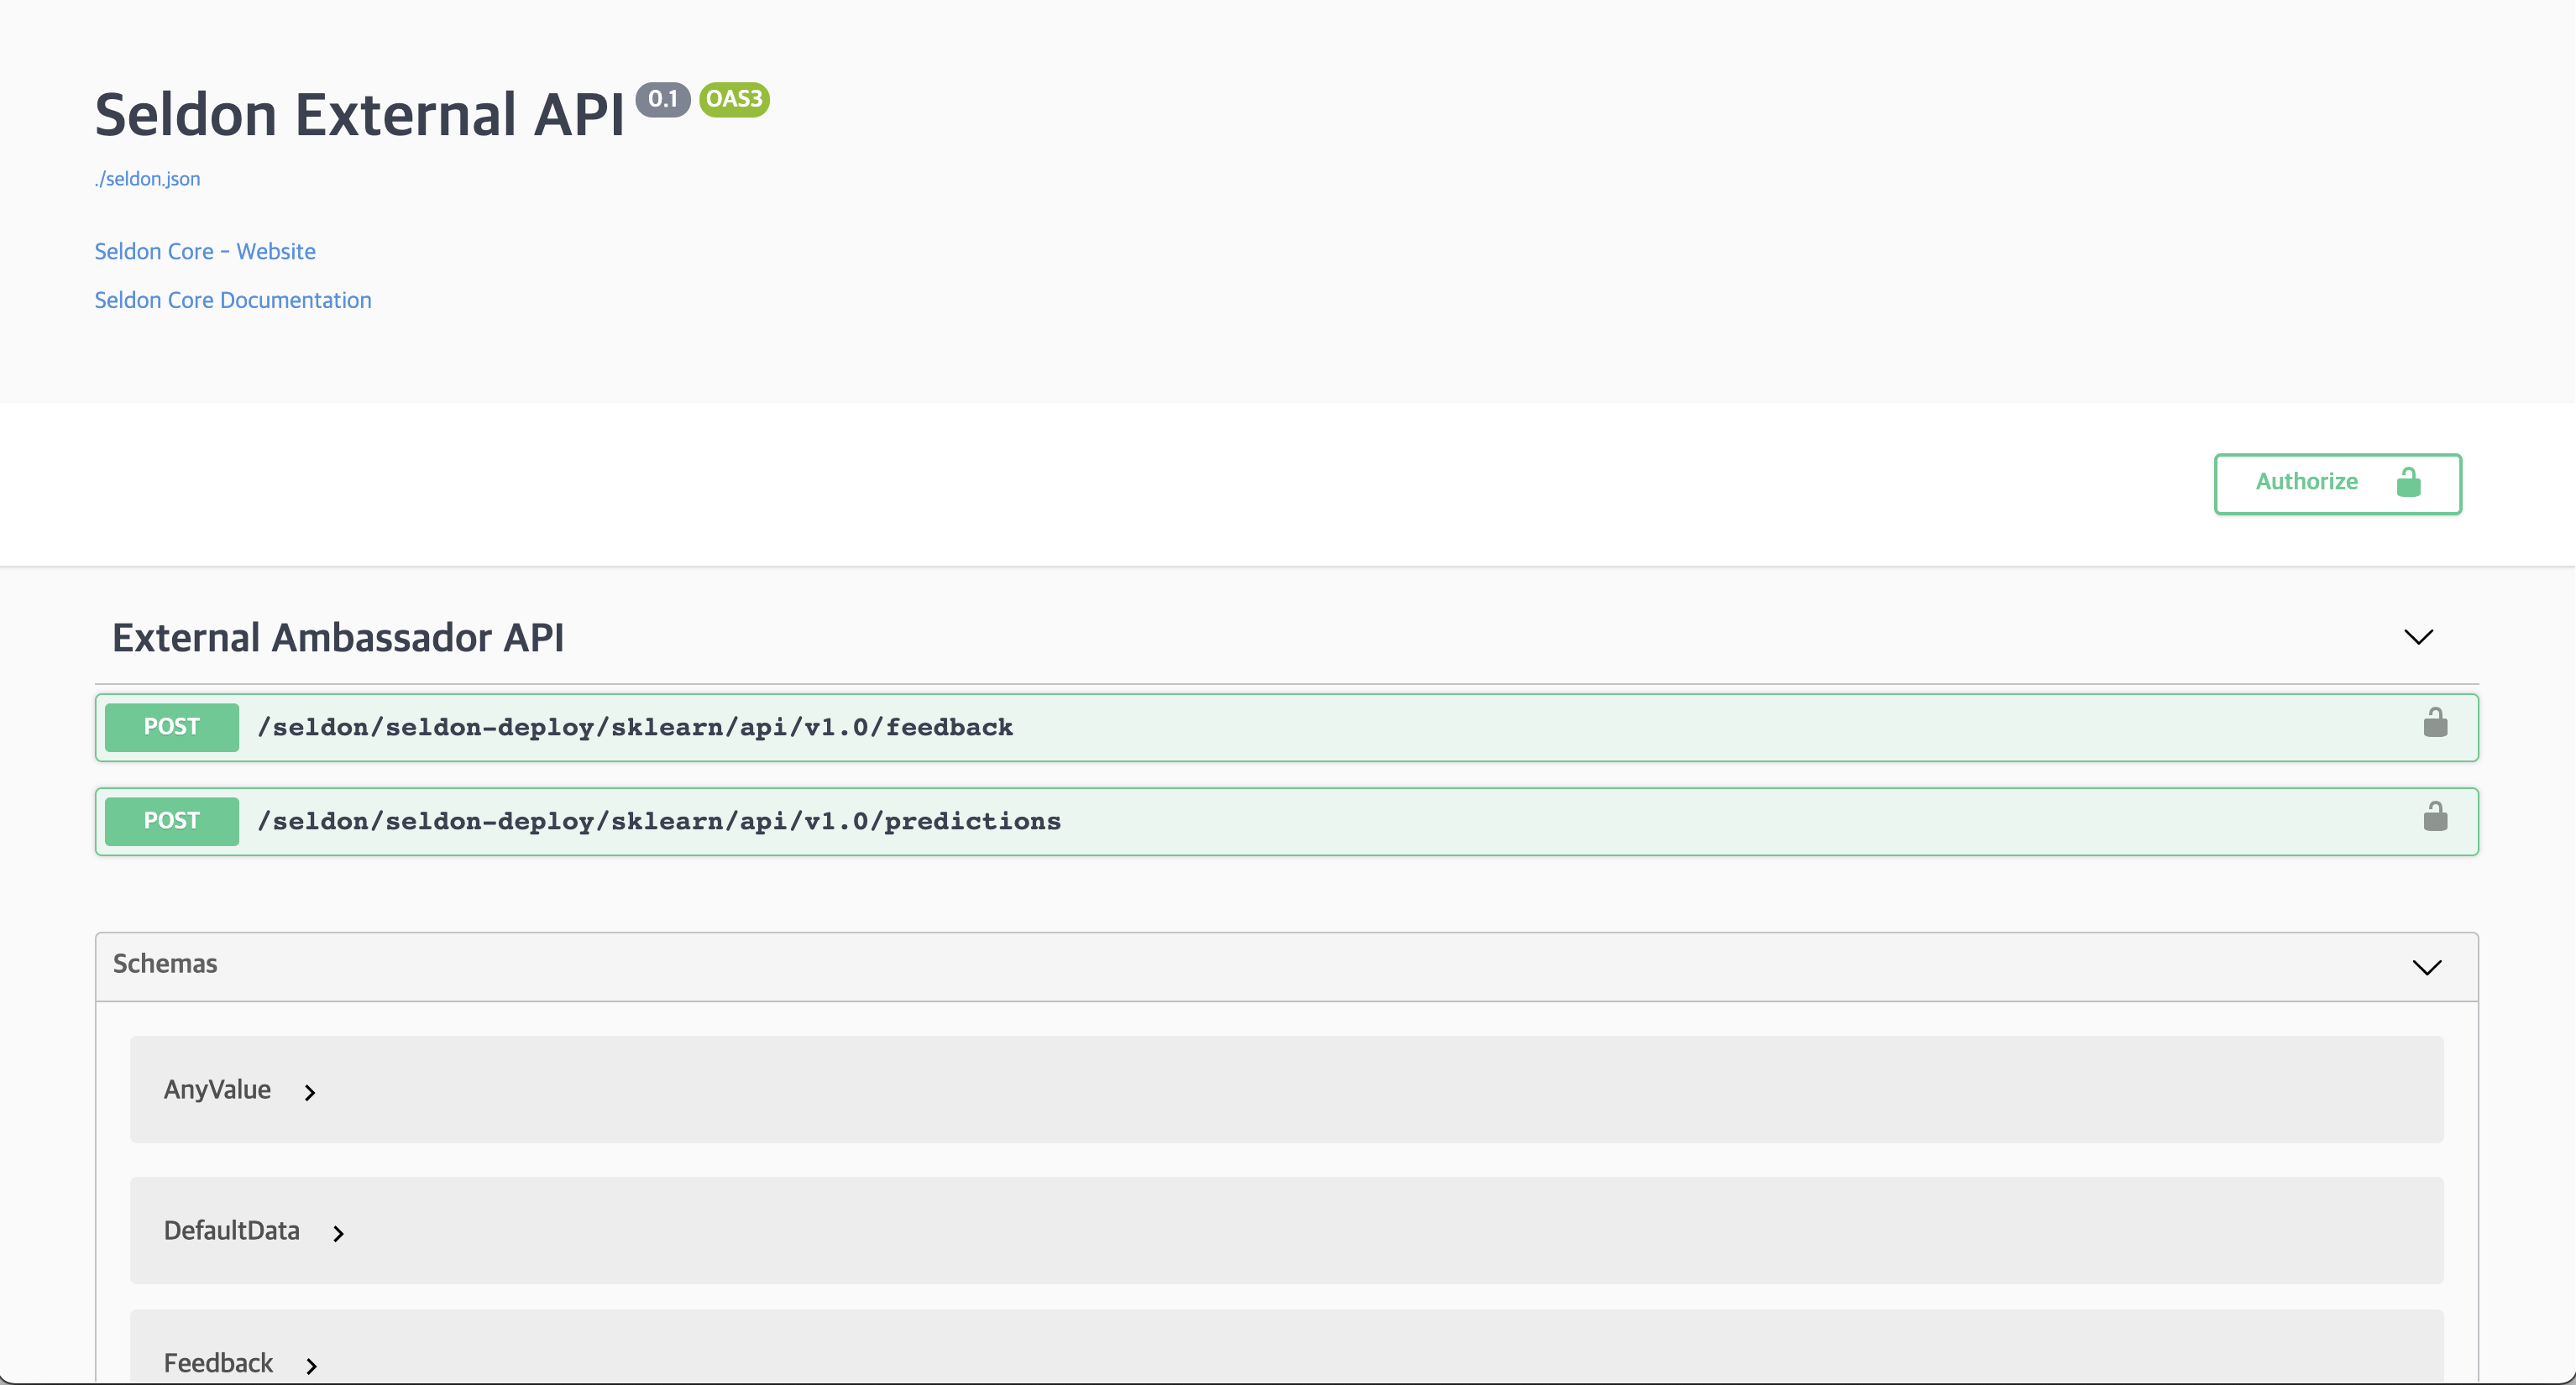 Seldon External API 0.1 OAS3
./seldon.json
Seldon Core - Website
Seldon Core Documentation
Authorize
External Ambassador API
POST /seldon/seldon-deploy/sklearn/api/v1.0/feedback
POST /seldon/seldon-deploy/sklearn/api/v1.0/predictions
Schemas
AnyValue
DefaultData
Feedback